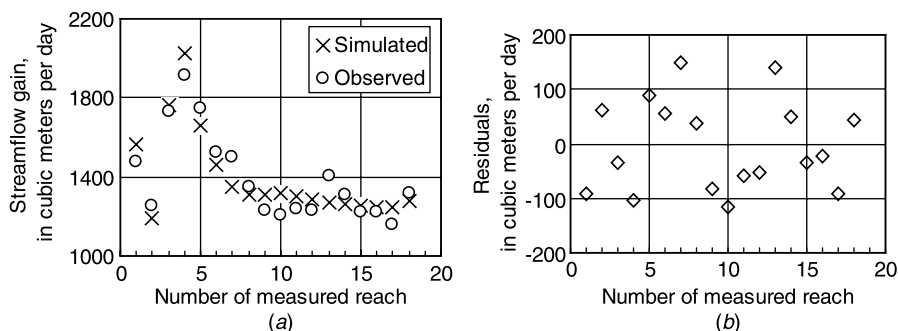 Streamflow gain,
in cubic meters per day
2200
1800
1400
1000
Simulated
Observed
0 5 10 15 20
Number of measured reach
(a)
Residuals,
in cubic meters per day
200
100
0
-100
-200
0 5 10 15 20
Number of measured reach
(b)